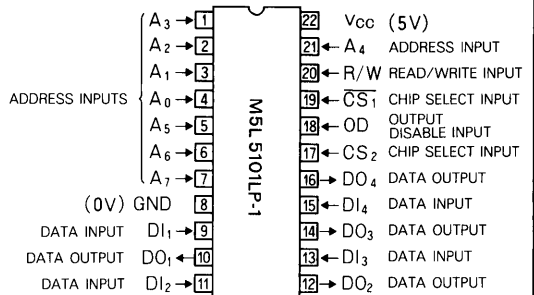 A3 → 1
A2 → 2
A1 → 3
A0 → 4
A5 → 5
A6 → 6
A7 → 7
ADDRESS INPUTS
(0V) GND 8
DATA INPUT DI1 → 9
DATA OUTPUT DO1 ← 10
DATA INPUT DI2 → 11
M5L5101LP-1
22 VCC (5V)
21 ← A4 ADDRESS INPUT
20 ← R/W READ/WRITE INPUT
19 ← C̅S̅1 CHIP SELECT INPUT
18 ← OD OUTPUT DISABLE INPUT
17 ← CS2 CHIP SELECT INPUT
16 → DO4 DATA OUTPUT
15 ← DI4 DATA INPUT
14 → DO3 DATA OUTPUT
13 ← DI3 DATA INPUT
12 → DO2 DATA OUTPUT